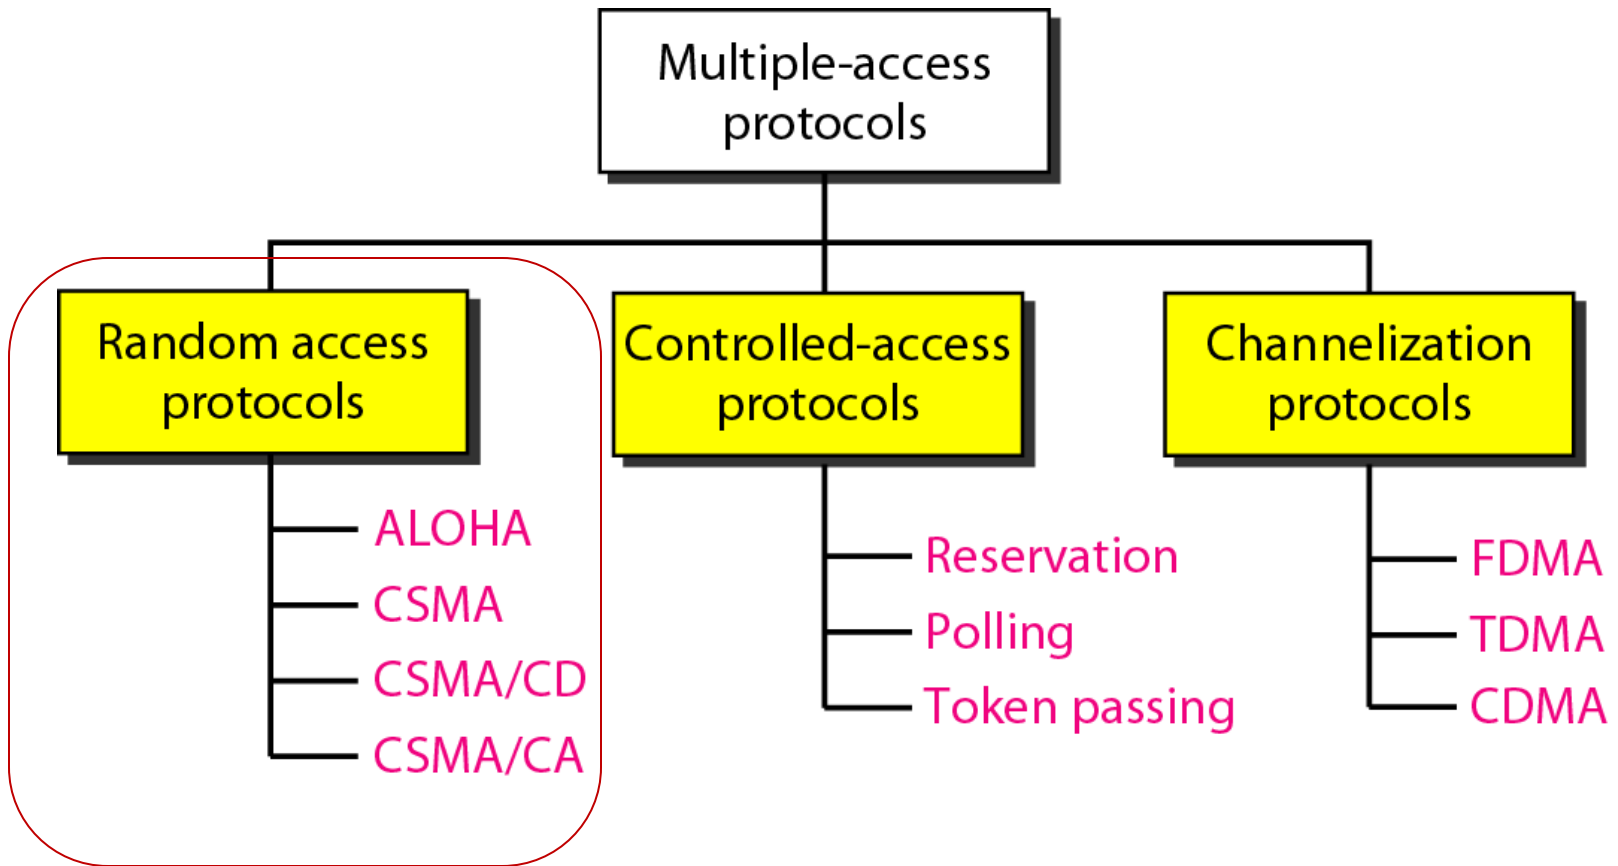 Multiple-access
protocols
Random access
protocols
ALOHA
CSMA
CSMA/CD
CSMA/CA
Controlled-access
protocols
Reservation
Polling
Token passing
Channelization
protocols
FDMA
TDMA
CDMA